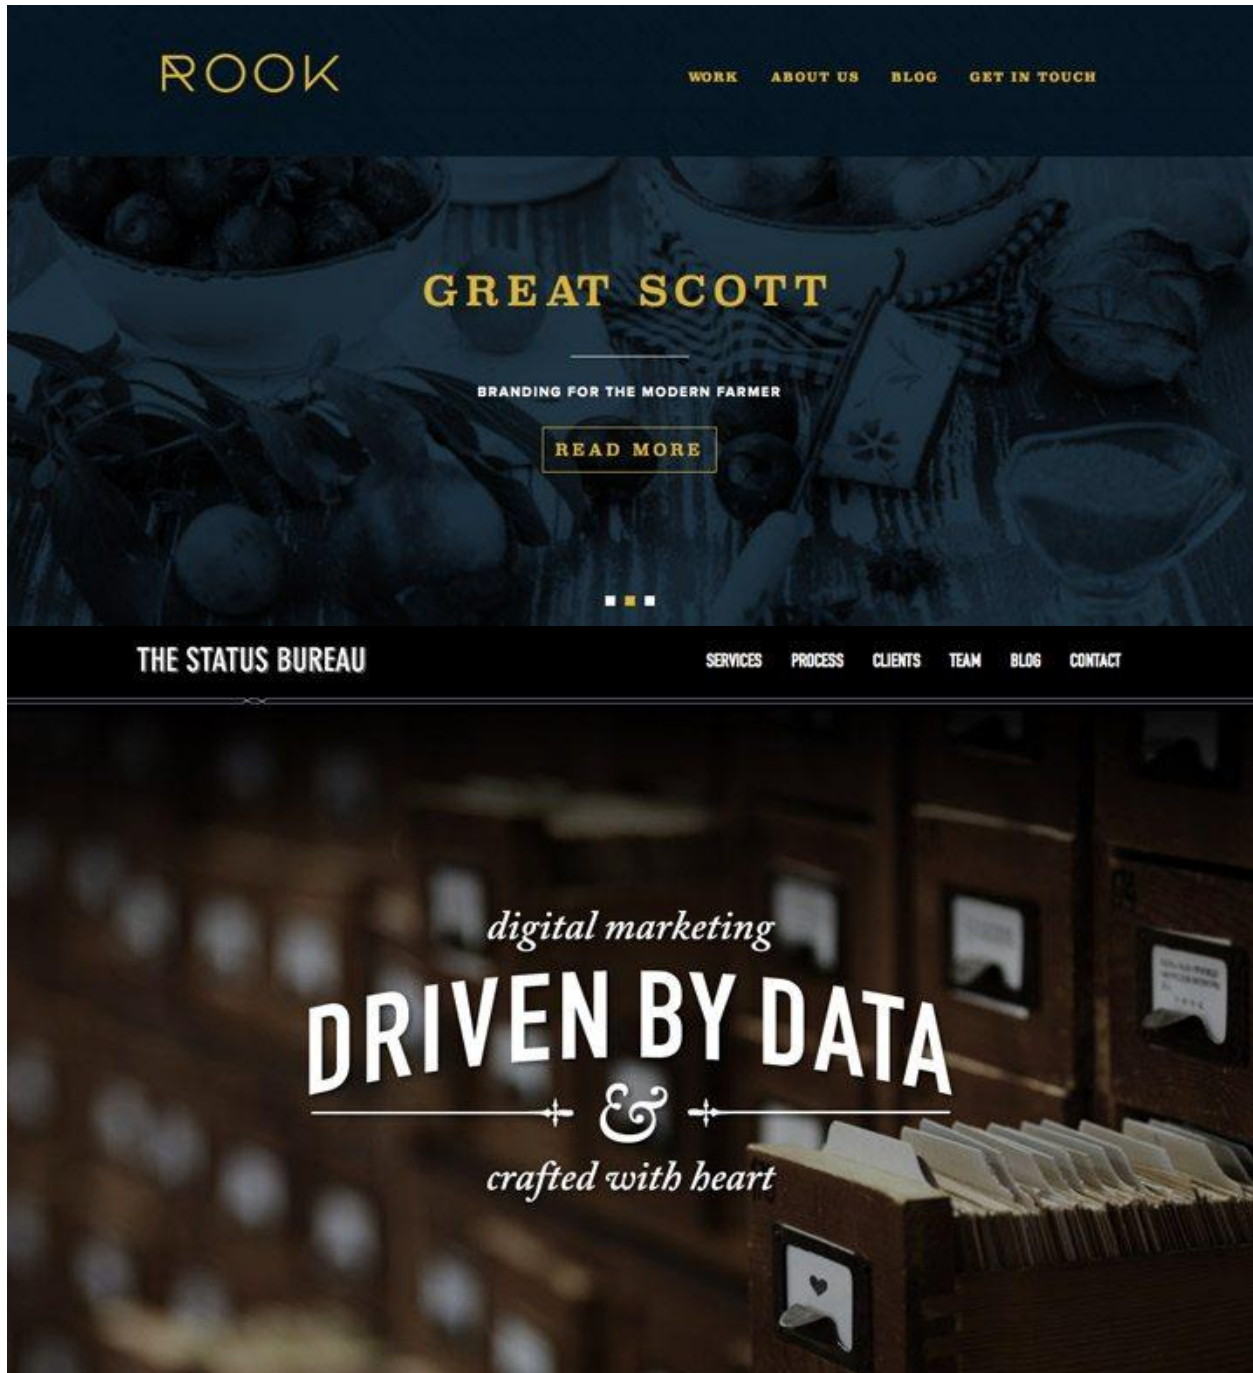 ROOK
WORK ABOUT US BLOG GET IN TOUCH
GREAT SCOTT
BRANDING FOR THE MODERN FARMER
READ MORE
THE STATUS BUREAU
SERVICES PROCESS CLIENTS TEAM BLOG CONTACT
digital marketing
DRIVEN BY DATA
&
crafted with heart